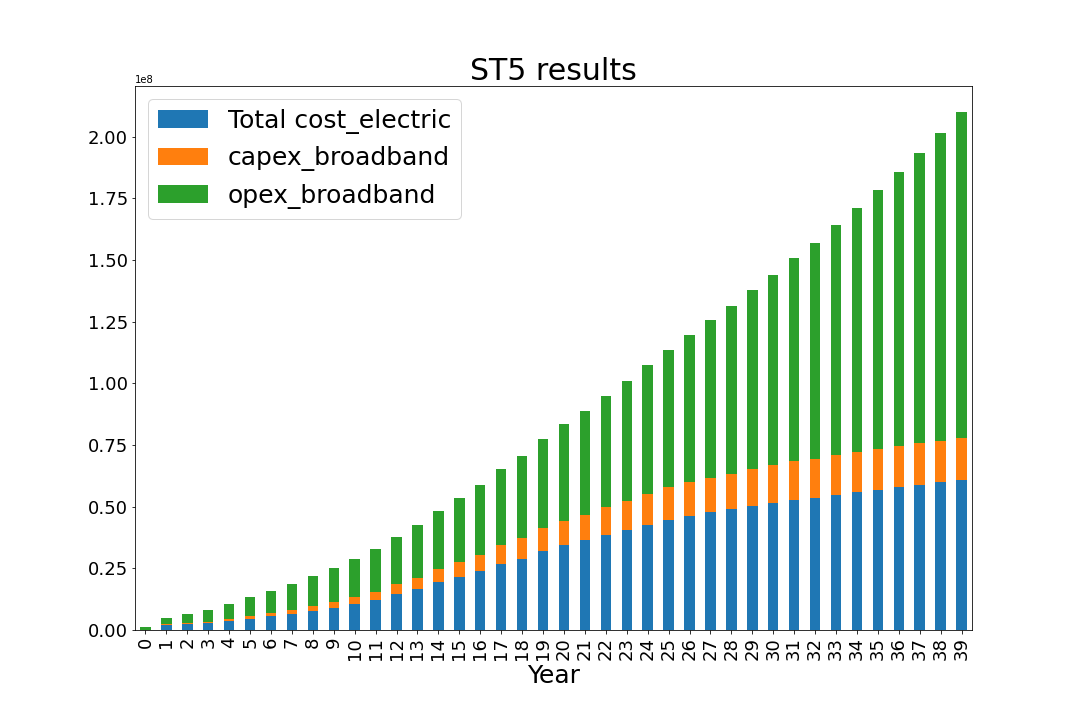 ST5 results
1e8
Total cost_electric
capex_broadband
opex_broadband
2.00
1.75
1.50
1.25
1.00
0.75
0.50
0.25
0.00
0 1 2 3 4 5 6 7 8 9 10 11 12 13 14 15 16 17 18 19 20 21 22 23 24 25 26 27 28 29 30 31 32 33 34 35 36 37 38 39
Year